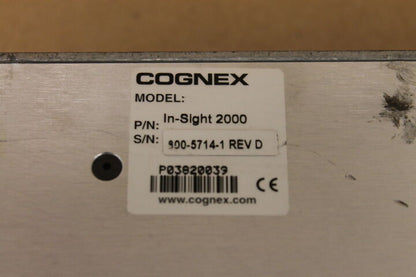 COGNEX
MODEL:
In-Sight 2000
P/N:
800-5714-1 REV D
S/N:
P03820039
CE
www.cognex.com